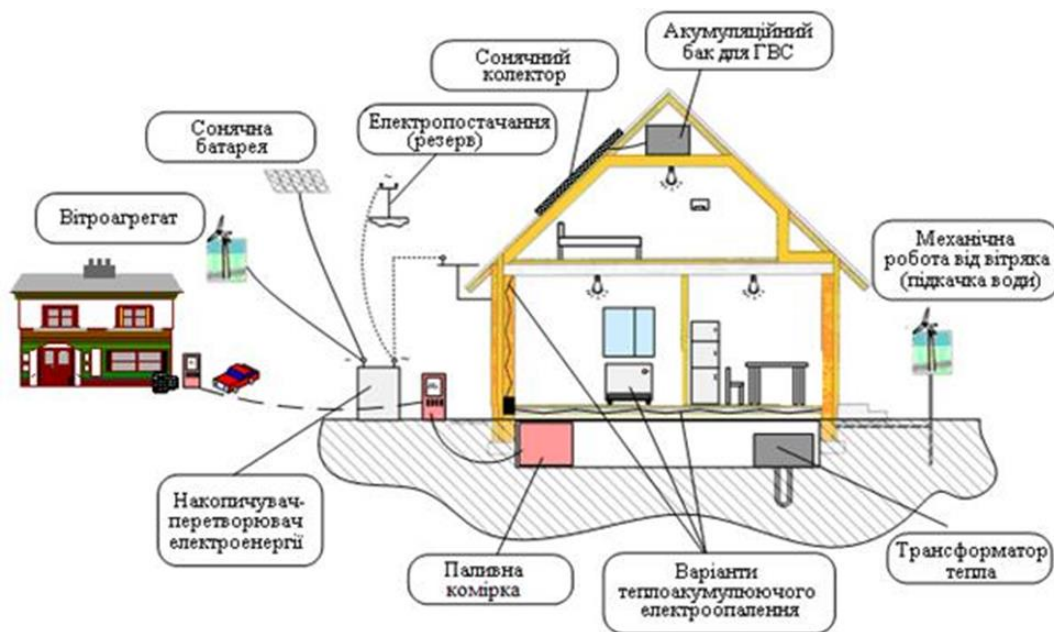 Акумуляційний
бак для ГВС
Сонячний
колектор
Електропостачання
(резерв)
Сонячна
батарея
Вітроагрегат
Механічна
робота від вітряка
(підкачка води)
Накопичувач-
перетворювач
електроенергії
Паливна
комірка
Варіанти
теплоакумулюючого
електроопалення
Трансформатор
тепла